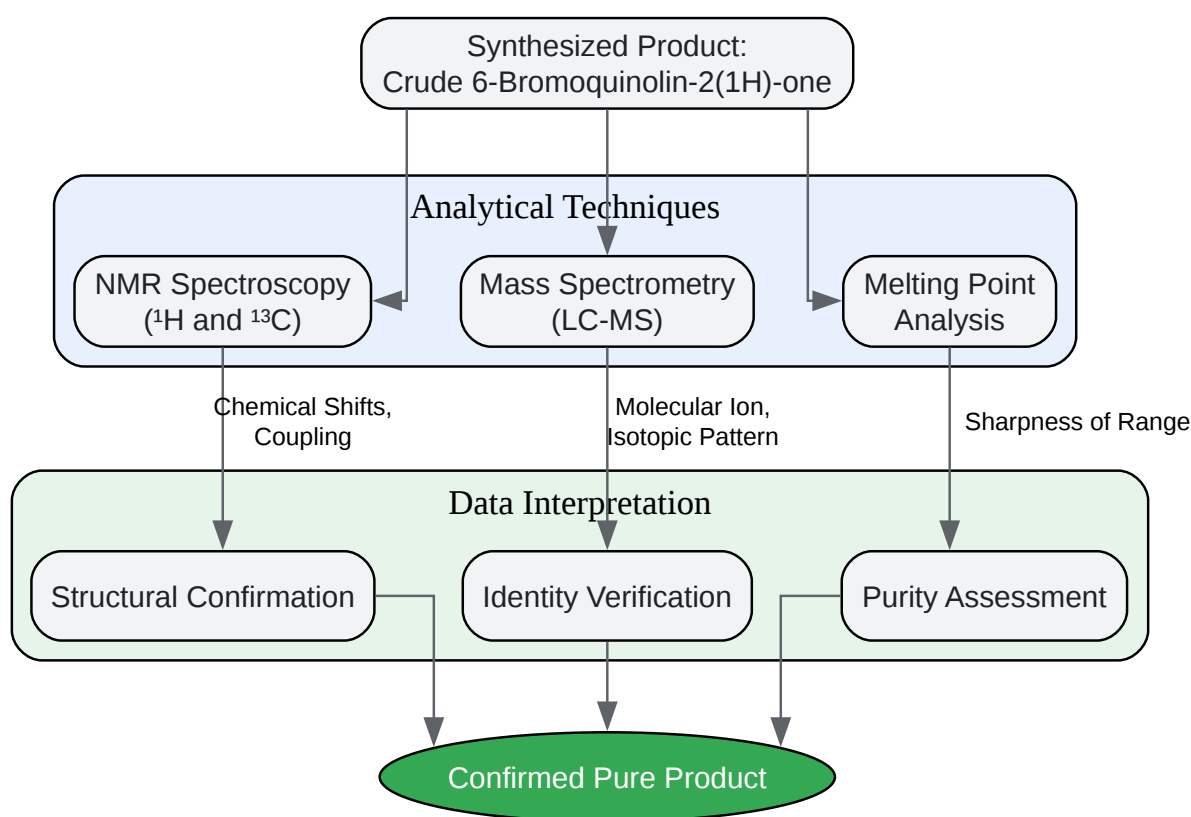 Synthesized Product:
Crude 6-Bromoquinolin-2(1H)-one
Analytical Techniques
NMR Spectroscopy
(¹H and ¹³C)
Mass Spectrometry
(LC-MS)
Melting Point
Analysis
Chemical Shifts,
Coupling
Molecular Ion,
Isotopic Pattern
Sharpness of Range
Data Interpretation
Structural Confirmation
Identity Verification
Purity Assessment
Confirmed Pure Product